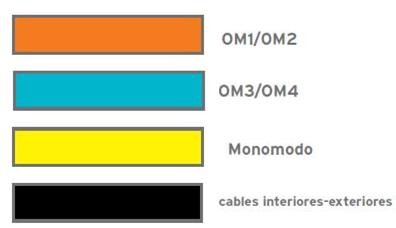 OM1/OM2
OM3/OM4
Monomodo
cables interiores-exteriores